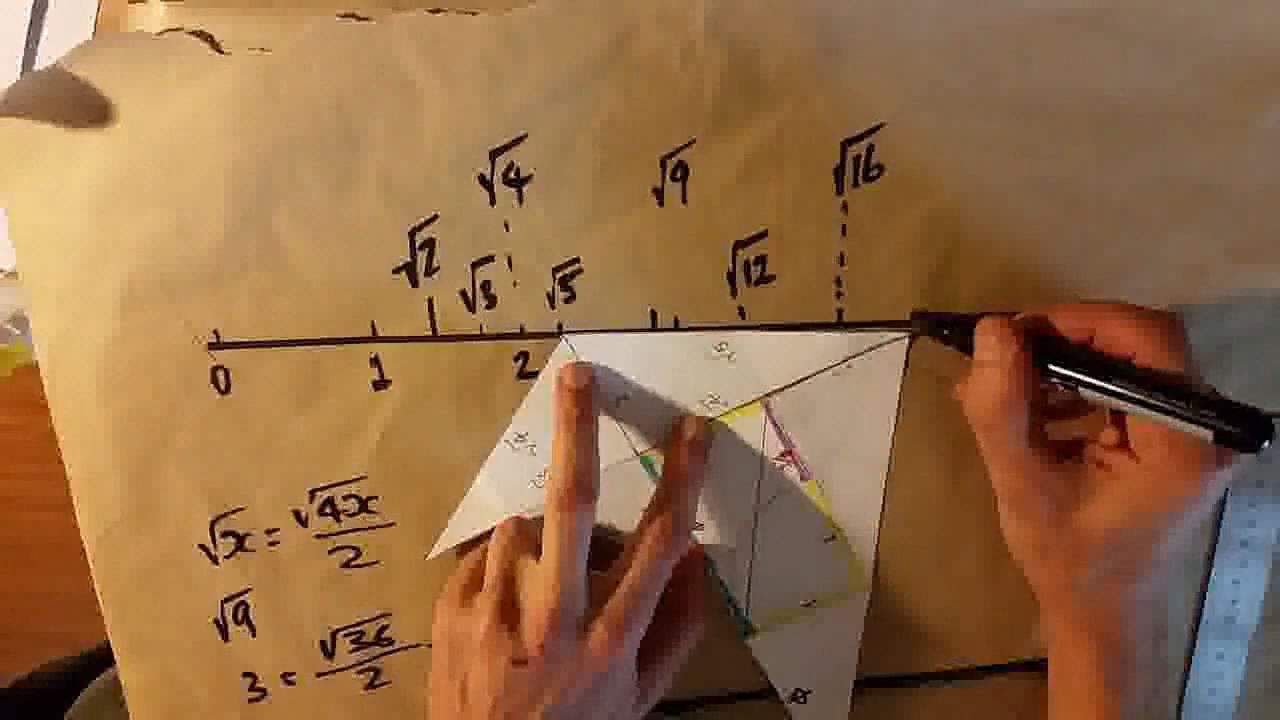 √4 √9 √16
√2 √3 √5 √12
0 1 2
√x = √4x / 2
√9
3 = √36 / 2